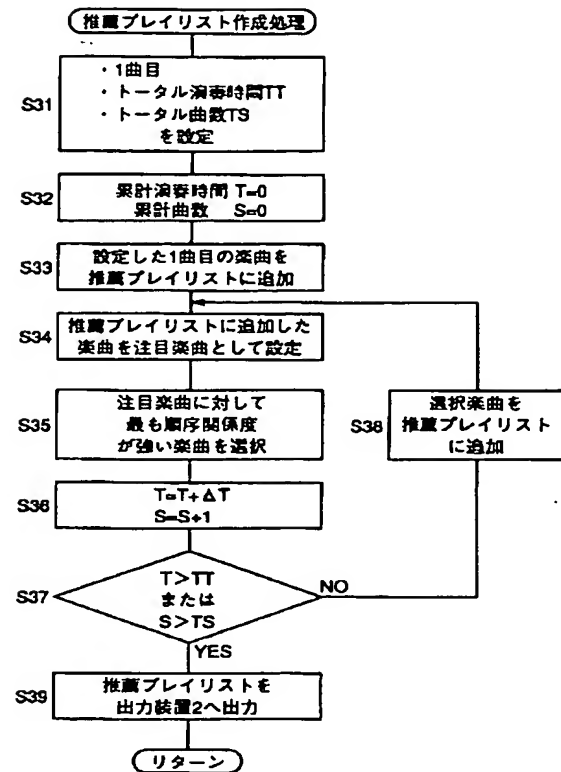 推薦プレイリスト作成処理
S31
・1曲目
・トータル演奏時間TT
・トータル曲数TS
を設定
S32
累計演奏時間 T=0
累計曲数 S=0
S33
設定した1曲目の楽曲を
推薦プレイリストに追加
S34
推薦プレイリストに追加した
楽曲を注目楽曲として設定
S35
注目楽曲に対して
最も順序関係度
が強い楽曲を選択
S36
T=T+ΔT
S=S+1
S37
T>TT
または
S>TS
NO
YES
S38
選択楽曲を
推薦プレイリスト
に追加
S39
推薦プレイリストを
出力装置2へ出力
リターン